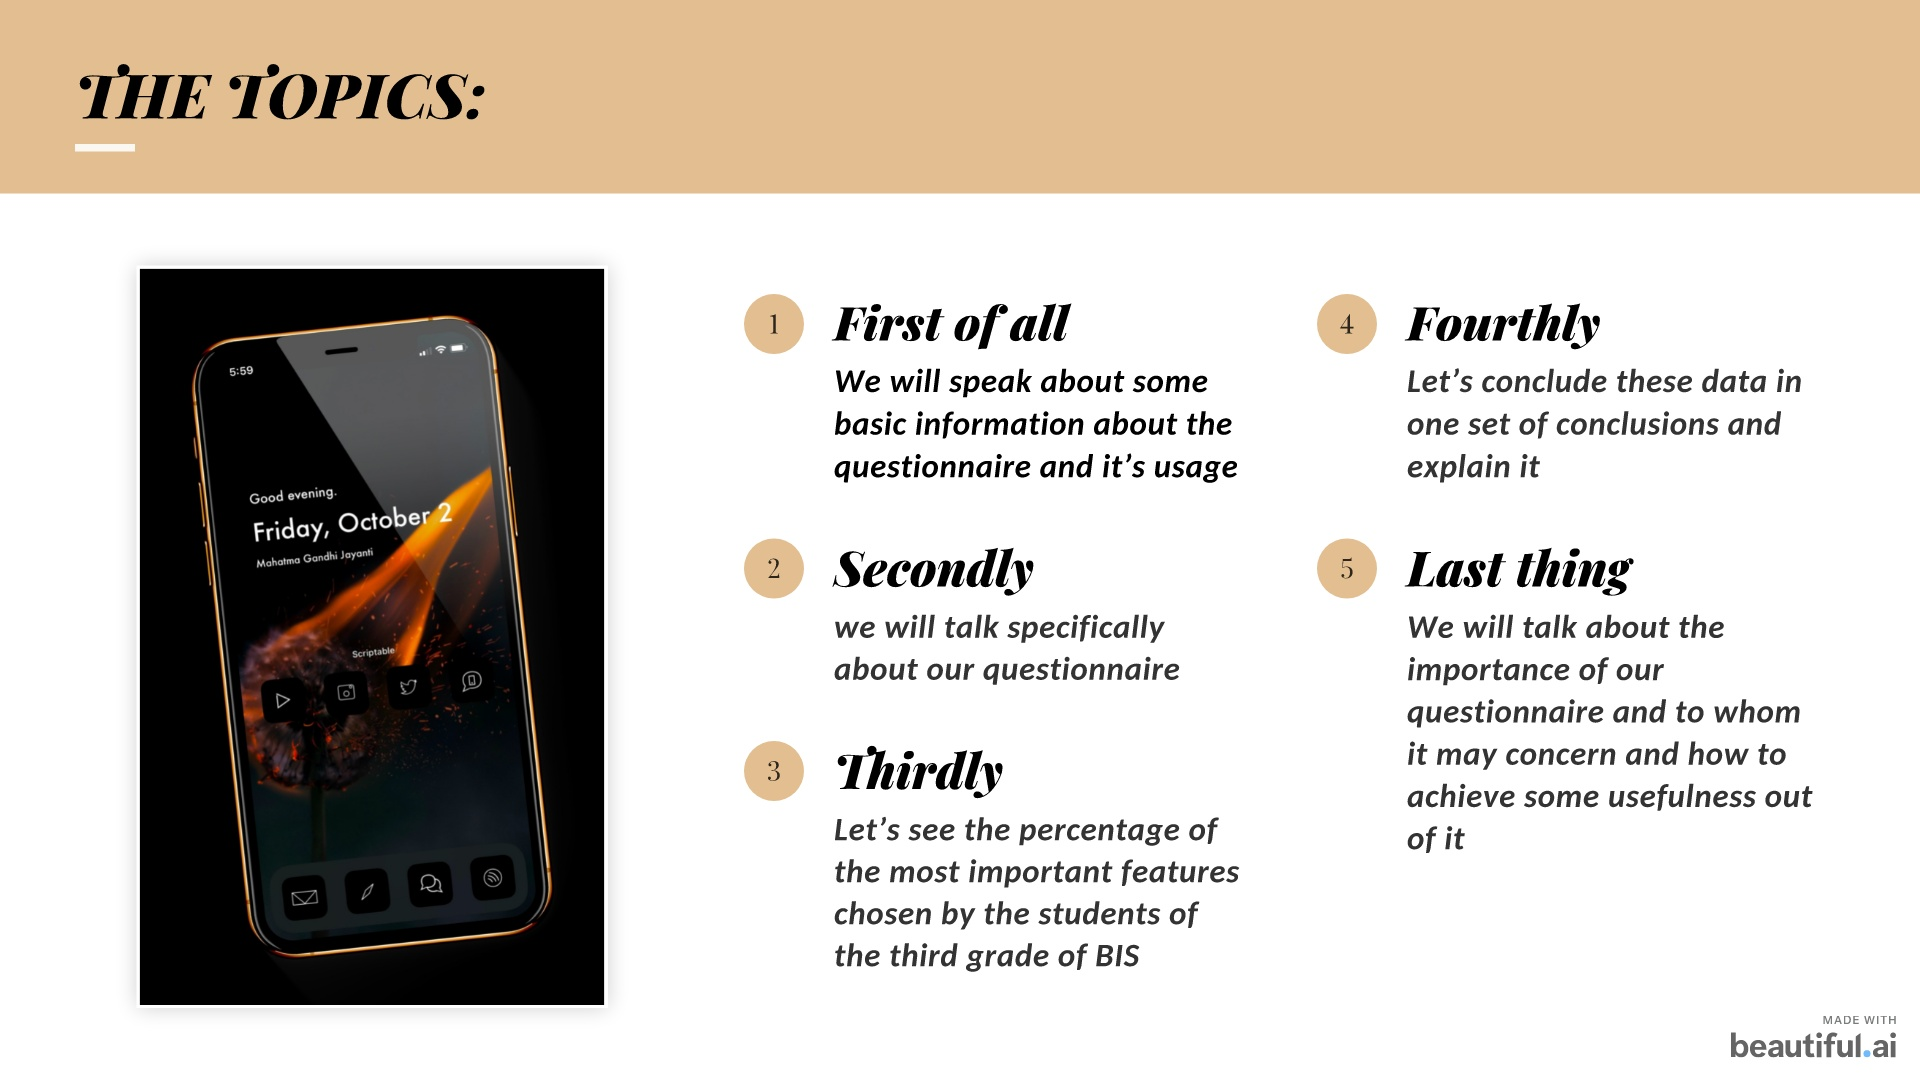 THE TOPICS:
5:59
Good evening.
Friday, October 2
Mahatma Gandhi Jayanti
Scriptable
1
First of all
We will speak about some
basic information about the
questionnaire and it’s usage
2
Secondly
we will talk specifically
about our questionnaire
3
Thirdly
Let’s see the percentage of
the most important features
chosen by the students of
the third grade of BIS
4
Fourthly
Let’s conclude these data in
one set of conclusions and
explain it
5
Last thing
We will talk about the
importance of our
questionnaire and to whom
it may concern and how to
achieve some usefulness out
of it
MADE WITH
beautiful.ai